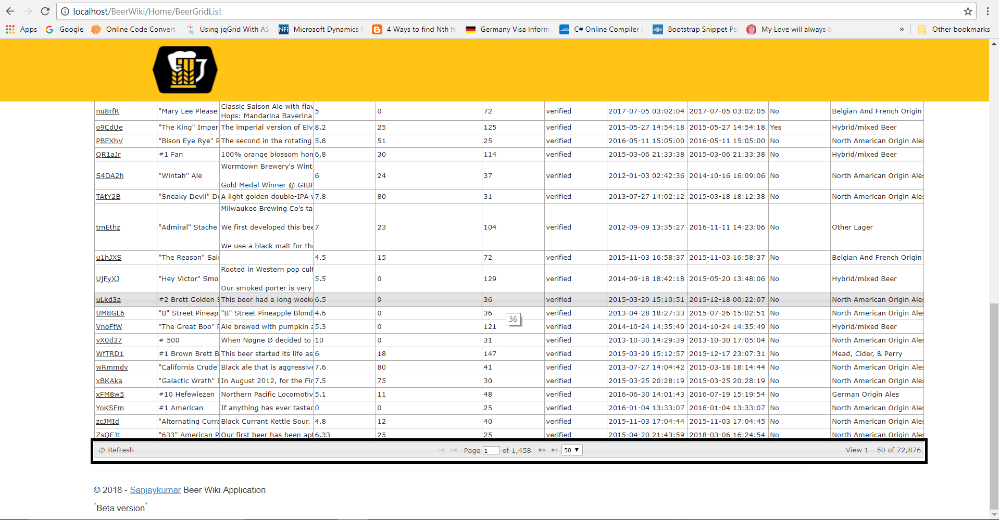 localhost/BeerWiki/Home/BeerGridList
Apps Google Online Code Converte Using jqGrid With AS NFi Microsoft Dynamics F 4 Ways to find Nth hi Germany Visa Inform C# Online Compiler | <B> Bootstrap Snippet Pa My Love will always b » Other bookmarks
nu8rfR "Mary Lee Please Classic Saison Ale with flav 5 0 72 verified 2017-07-05 03:02:04 2017-07-05 03:02:05 No Belgian And French Origin
Hops: Mandarina Baverina
o9CdUe "The King" Imperi The imperial version of Elv 8.2 25 125 verified 2015-05-27 14:54:18 2015-05-27 14:54:18 Yes Hybrid/mixed Beer
PBEXhV "Bison Eye Rye" P The second in the rotating 5.8 51 25 verified 2016-05-11 15:05:00 2016-05-11 15:05:00 No North American Origin Ales
QR1aJr #1 Fan 100% orange blossom hon 6.8 30 114 verified 2015-03-06 21:33:38 2015-03-06 21:33:38 No Hybrid/mixed Beer
Wormtown Brewery's Wint
S4DA2h "Wintah" Ale 6 24 37 verified 2012-01-03 02:42:36 2014-10-16 16:09:06 No North American Origin Ales
Gold Medal Winner @ GIBF
TAtY2B "Sneaky Devil" Do A light golden double-IPA w 7.8 80 31 verified 2013-07-27 14:02:12 2015-03-18 18:12:38 No North American Origin Ales
Milwaukee Brewing Co’s ta
tmEthz "Admiral" Stache We first developed this bee 7 23 104 verified 2012-09-09 13:35:27 2016-11-11 14:23:06 No Other Lager
We use a black malt for the
u1hJXS "The Reason" Sais 4.5 15 72 verified 2015-11-03 16:58:37 2015-11-03 16:58:37 No Belgian And French Origin
Rooted in Western pop cult
UjFyXJ "Hey Victor" Smol 5.5 0 129 verified 2014-09-18 18:42:18 2015-05-20 13:48:06 No Hybrid/mixed Beer
Our smoked porter is very
uLkd3a #2 Brett Golden S This beer had a long weeke 6.5 9 36 verified 2015-03-29 15:10:51 2015-12-18 00:22:07 No North American Origin Ales
UM8GL6 "B" Street Pineap "B" Street Pineapple Blond 4.6 0 36 verified 2013-04-28 18:27:33 2015-07-26 15:02:51 No North American Origin Ales
36
VnoFfW "The Great Boo" P Ale brewed with pumpkin a 5.3 0 121 verified 2014-10-24 14:35:49 2014-10-24 14:35:49 No Hybrid/mixed Beer
vX0d37 # 500 When Nøgne Ø decided to 10 0 31 verified 2013-10-30 14:29:39 2013-10-30 17:05:04 No North American Origin Ales
WfTRD1 #1 Brown Brett B This beer started its life as 6 18 147 verified 2015-03-29 15:12:57 2015-12-17 23:07:31 No Mead, Cider, & Perry
wRmmdv "California Crude" Black ale that is aggressive 7.6 80 41 verified 2013-07-27 14:04:42 2015-03-18 18:14:44 No North American Origin Ales
xBKAka "Galactic Wrath" I In August 2012, for the Fir 7.5 75 30 verified 2015-03-25 20:28:19 2015-03-25 20:28:19 No North American Origin Ales
xFM8w5 #10 Hefewiezen Northern Pacific Locomotiv 5.1 11 48 verified 2016-06-30 14:01:43 2016-07-19 15:19:54 No German Origin Ales
YoKSFm #1 American If anything has ever tasted 0 0 25 verified 2016-01-04 13:33:07 2016-01-04 13:33:07 No North American Origin Ales
zcJMId "Alternating Curra Black Currant Kettle Sour. 4.8 12 40 verified 2015-11-03 17:04:44 2015-11-03 17:04:45 No North American Origin Ales
ZsQEJt "633" American P Our first beer has been apt 6.33 25 25 verified 2015-04-20 21:43:59 2018-03-06 16:24:54 No North American Origin Ales
Refresh Page 1 of 1,458 50 View 1 - 50 of 72,876
© 2018 - Sanjaykumar Beer Wiki Application
*Beta version*